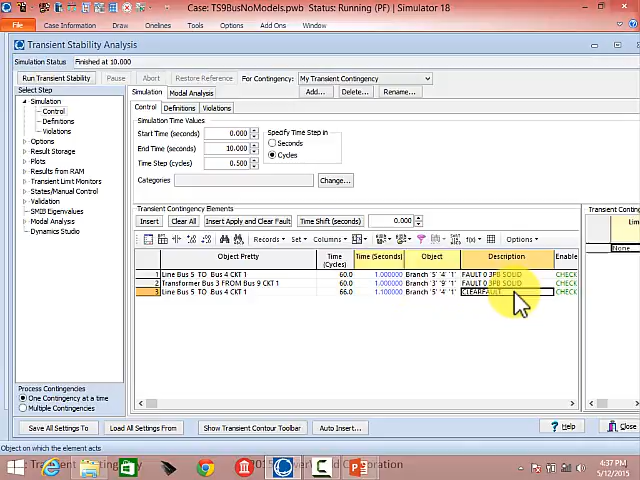 Case: TS9BusNoModels.pwb Status: Running (PF) | Simulator 18
File Case Information Draw Onelines Tools Options Add Ons Window
Transient Stability Analysis
Simulation Status Finished at 10.000
Run Transient Stability Pause Abort Restore Reference For Contingency: My Transient Contingency
Add... Delete... Rename...
Select Step
Simulation
Control
Definitions
Violations
Options
Result Storage
Plots
Results from RAM
Transient Limit Monitors
States/Manual Control
Validation
SMIB Eigenvalues
Modal Analysis
Dynamics Studio
Process Contingencies
One Contingency at a time
Multiple Contingencies
Simulation Modal Analysis
Control Definitions Violations
Simulation Time Values
Start Time (seconds) 0.000
End Time (seconds) 10.000
Time Step (cycles) 0.500
Specify Time Step in
Seconds
Cycles
Categories Change...
Transient Contingency Elements
Insert Clear All Insert Apply and Clear Fault Time Shift (seconds) 0.000
Records Set Columns Options
Object Pretty Time (Cycles) Time (Seconds) Object Description Enable
1 Line Bus 5 TO Bus 4 CKT 1 60.0 1.000000 Branch '5' '4' '1' FAULT 0 3PB SOLID CHECK
2 Transformer Bus 3 FROM Bus 9 CKT 1 60.0 1.000000 Branch '3' '9' '1' FAULT 0 3PB SOLID CHECK
3 Line Bus 5 TO Bus 4 CKT 1 66.0 1.100000 Branch '5' '4' '1' CLEARFAULT CHECK
Transient Conting
Lim
None
Save All Settings To Load All Settings From Show Transient Contour Toolbar Auto Insert... Help Close
Object on which the element acts
4:37 PM
5/12/2015